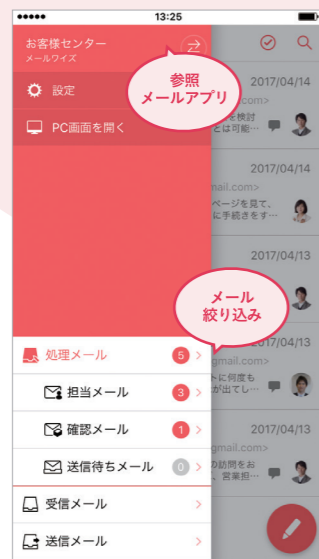 13:25
お客様センター
メールワイズ
設定
PC画面を開く
参照
メールアプリ
2017/04/14
com>
を検討
とは可能…
2017/04/14
mail.com>
ページを見て、
に手続きをす…
2017/04/13
メール
絞り込み
2017/04/13
gmail.com>
トに何度も
が出てし…
処理メール 5
担当メール 3
確認メール 1
送信待ちメール 0
2017/04/13
gmail.com>
の訪問をお
、営業担…
受信メール
送信メール